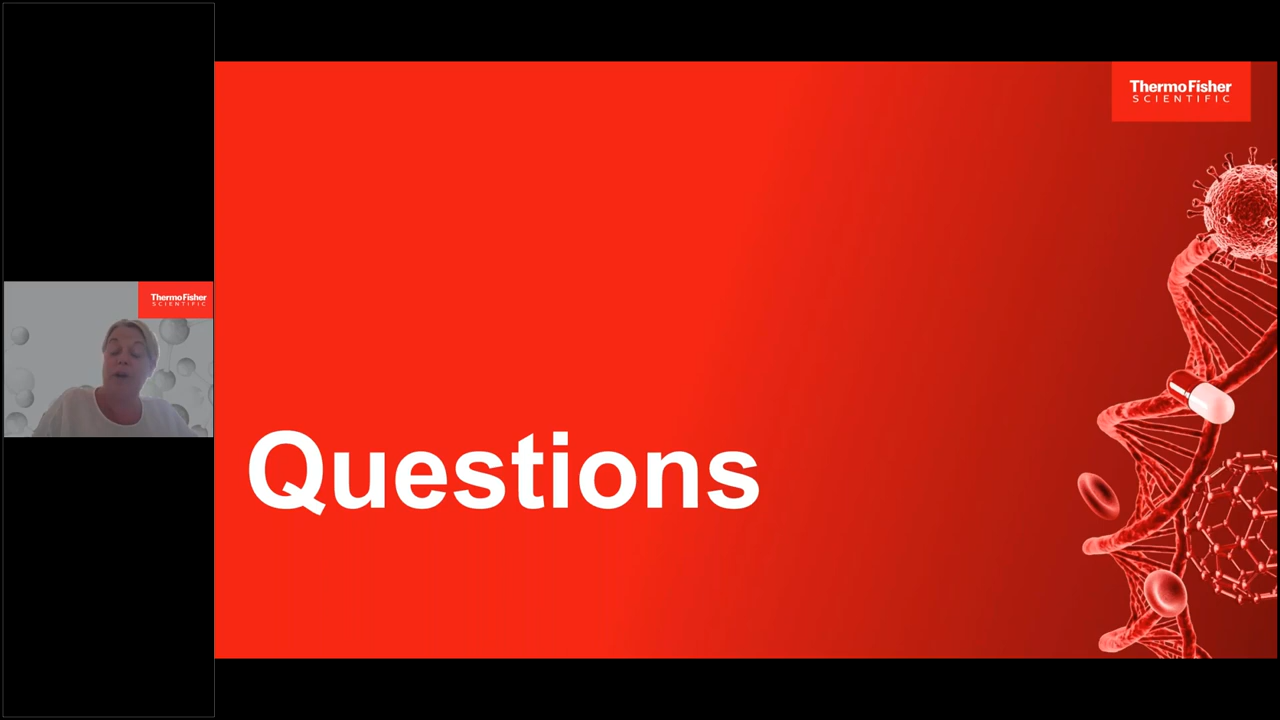 ThermoFisher
SCIENTIFIC
ThermoFisher
SCIENTIFIC
Questions